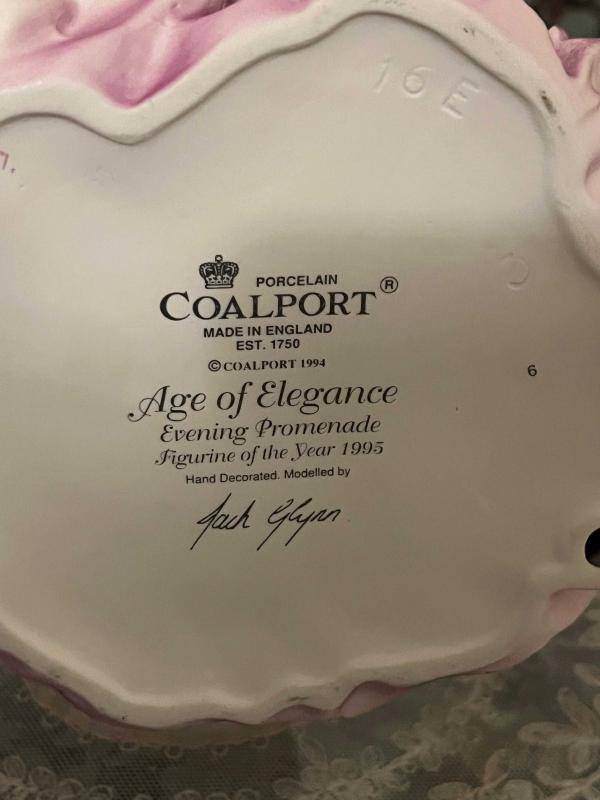 16 E
7.
PORCELAIN
COALPORT ®
MADE IN ENGLAND
EST. 1750
© COALPORT 1994
6
Age of Elegance
Evening Promenade
Figurine of the Year 1995
Hand Decorated. Modelled by
Jack Glynn